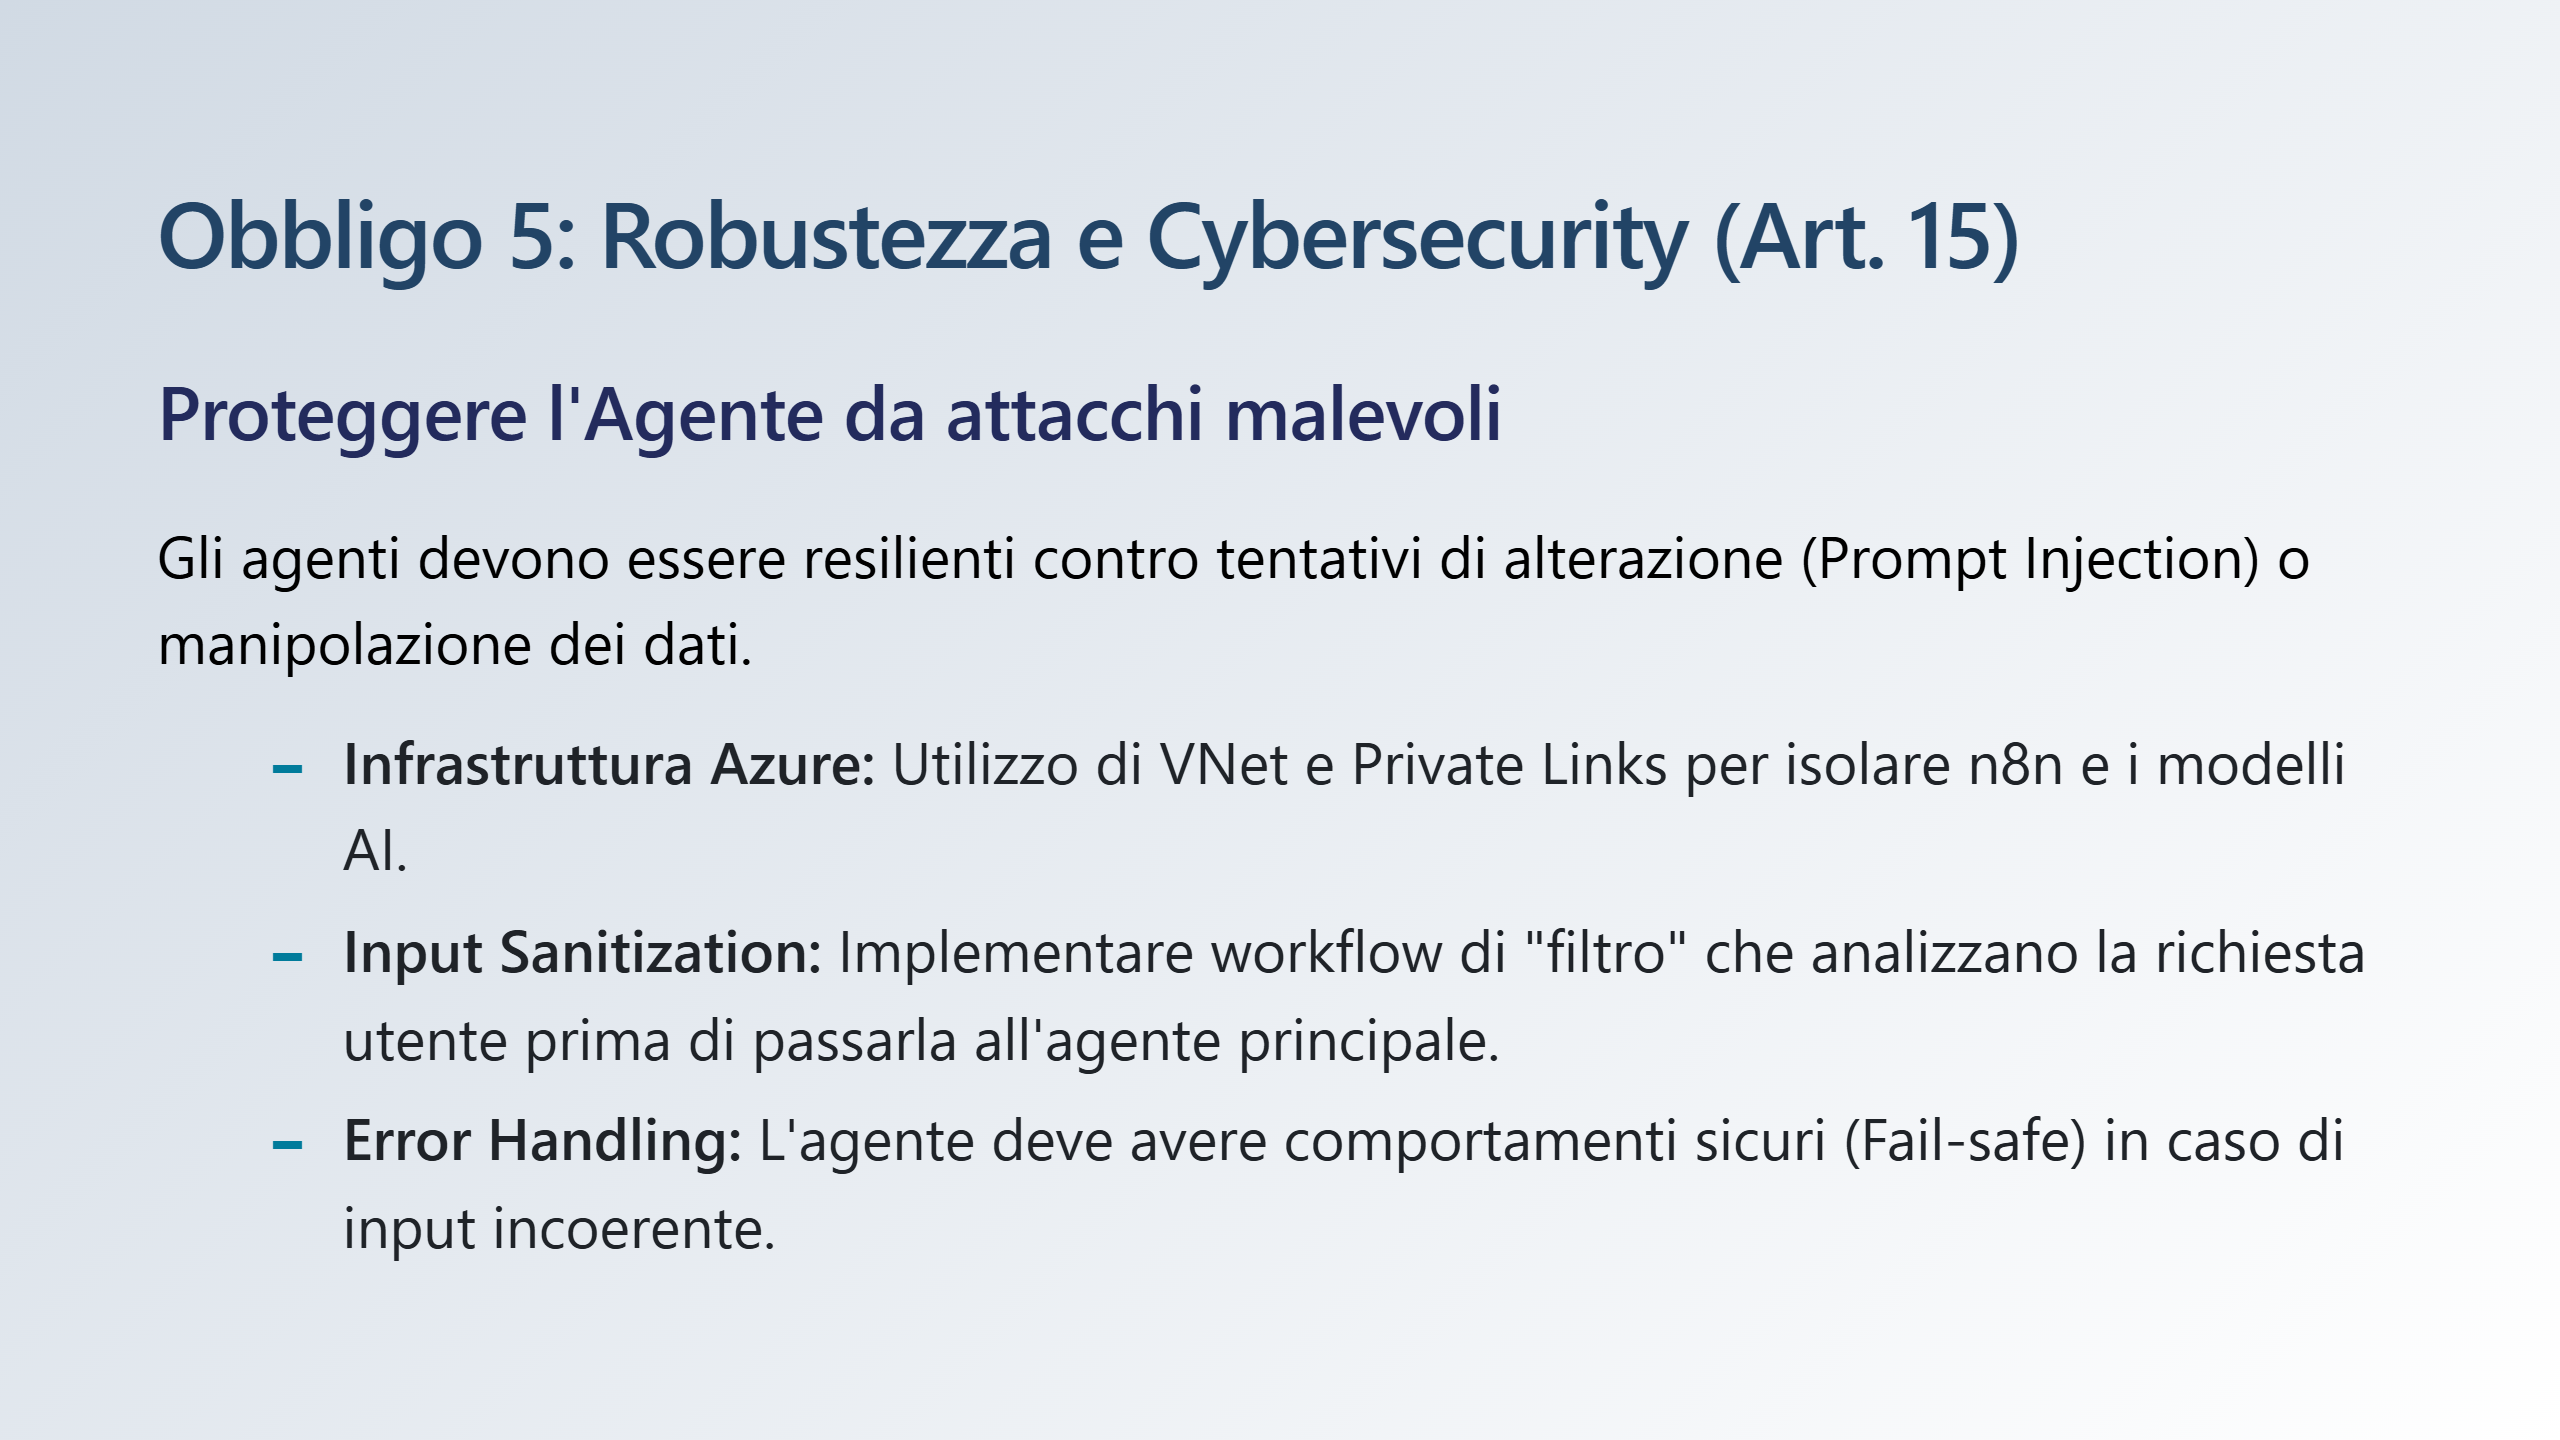 Obbligo 5: Robustezza e Cybersecurity (Art. 15)
Proteggere l'Agente da attacchi malevoli
Gli agenti devono essere resilienti contro tentativi di alterazione (Prompt Injection) o
manipolazione dei dati.
– Infrastruttura Azure: Utilizzo di VNet e Private Links per isolare n8n e i modelli
AI.
– Input Sanitization: Implementare workflow di "filtro" che analizzano la richiesta
utente prima di passarla all'agente principale.
– Error Handling: L'agente deve avere comportamenti sicuri (Fail-safe) in caso di
input incoerente.